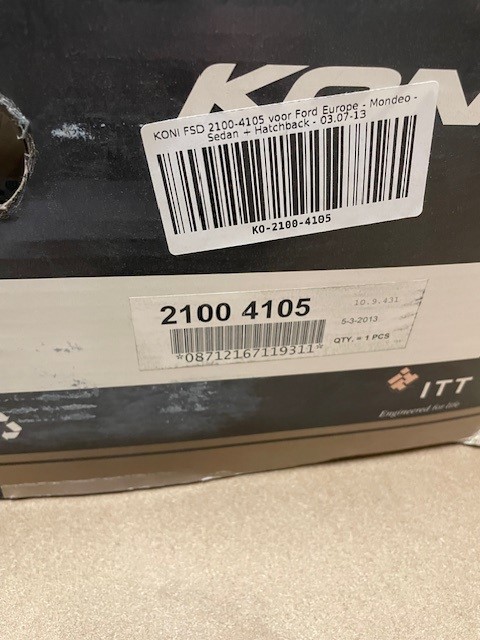 KONI
KONI FSD 2100-4105 voor Ford Europe - Mondeo -
Sedan + Hatchback - 03.07-13
KO-2100-4105
2100 4105
10.9.431
5-3-2013
*08712167119311*
QTY. = 1 PCS
ITT
Engineered for life